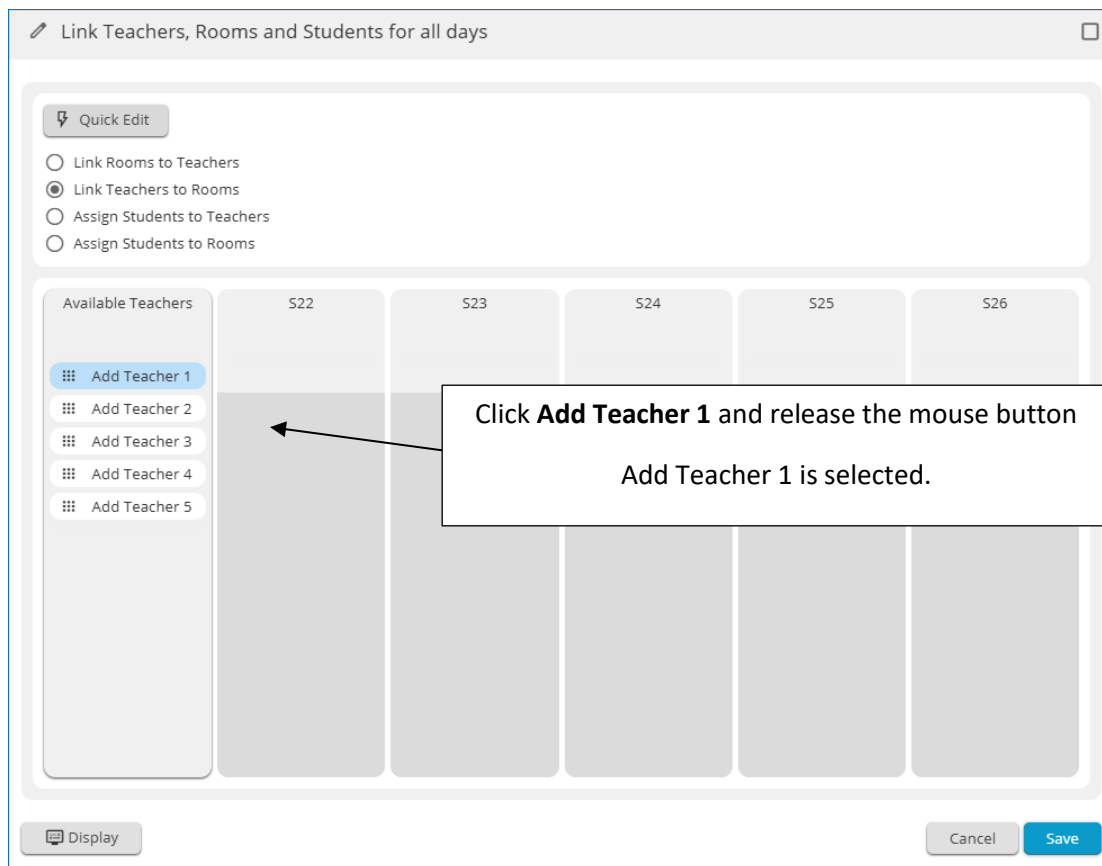 Link Teachers, Rooms and Students for all days
Quick Edit
Link Rooms to Teachers
Link Teachers to Rooms
Assign Students to Teachers
Assign Students to Rooms
Available Teachers
S22
S23
S24
S25
S26
Add Teacher 1
Add Teacher 2
Add Teacher 3
Add Teacher 4
Add Teacher 5
Click Add Teacher 1 and release the mouse button
Add Teacher 1 is selected.
Display
Cancel
Save